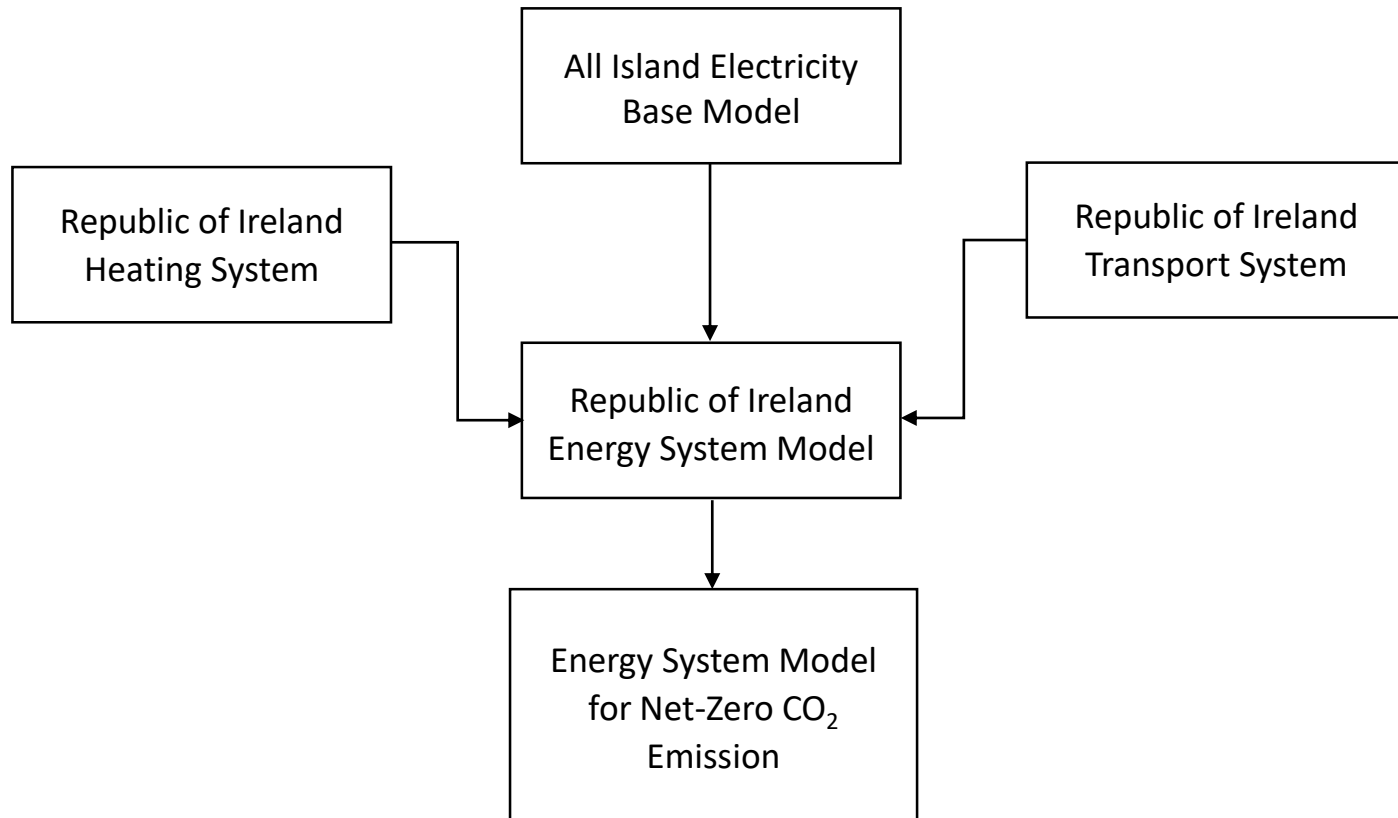 All Island Electricity
Base Model
Republic of Ireland
Heating System
Republic of Ireland
Transport System
Republic of Ireland
Energy System Model
Energy System Model
for Net-Zero CO₂
Emission